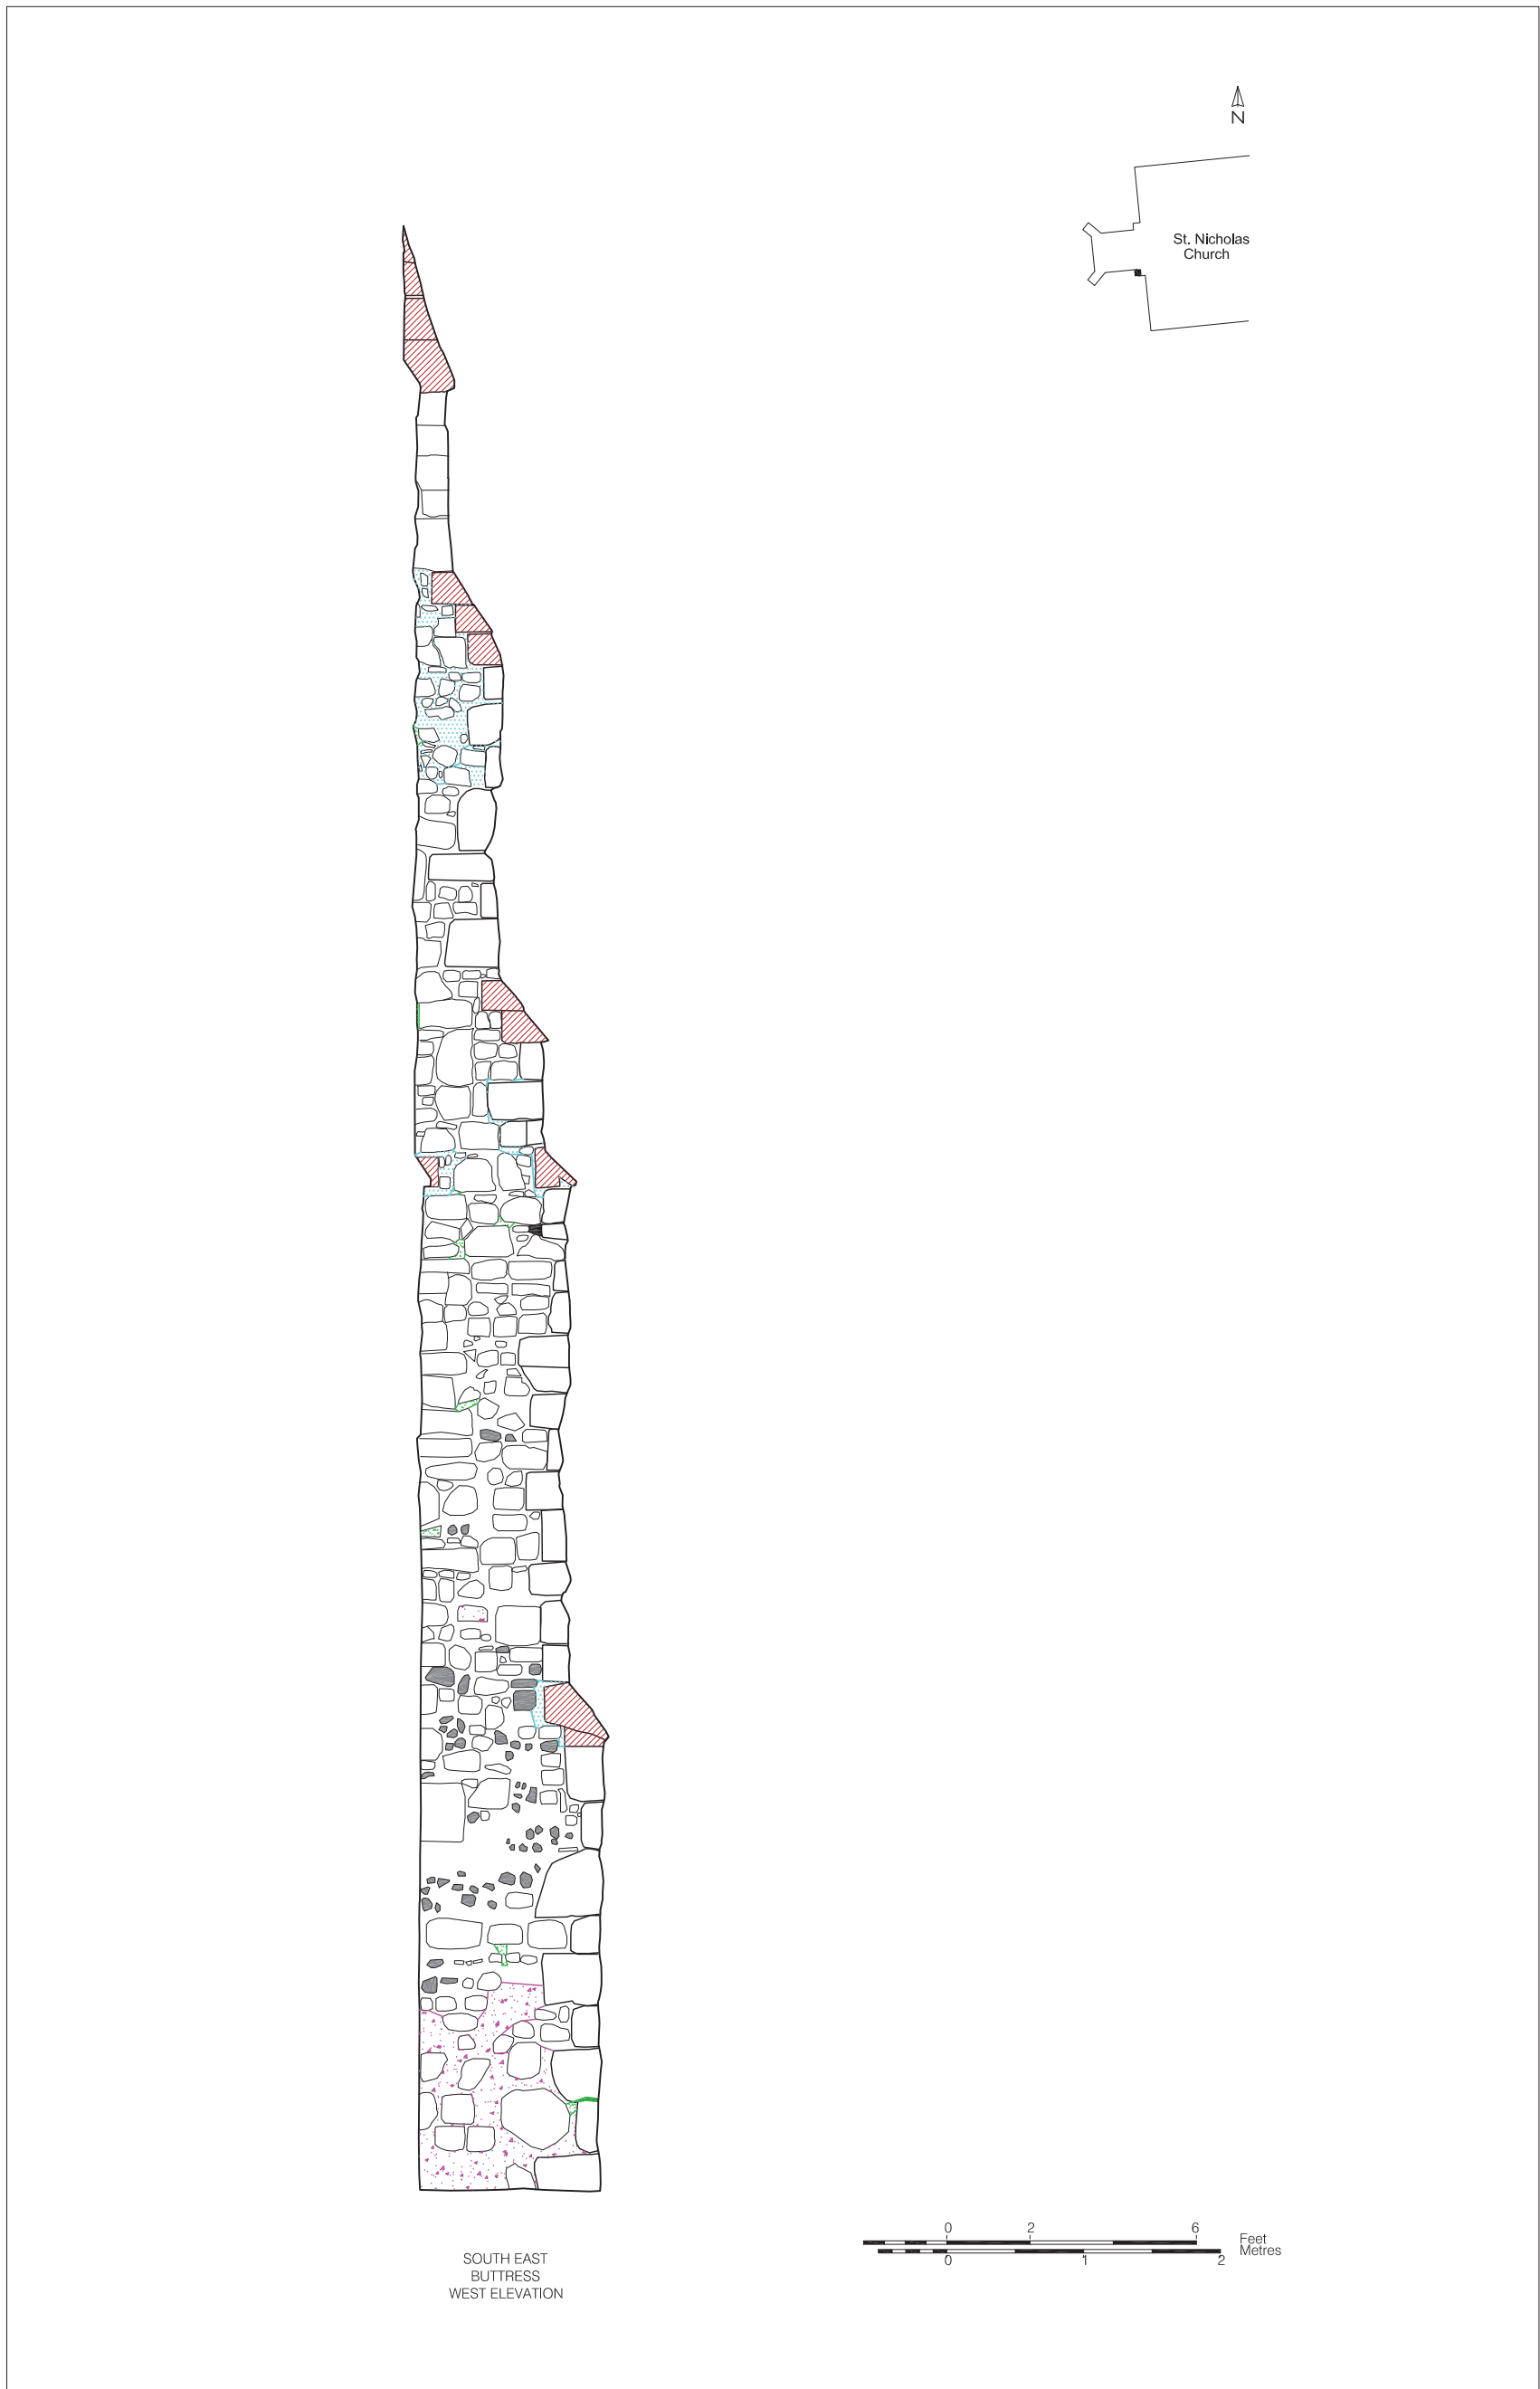 N
St. Nicholas
Church
0 2 6
Feet
Metres
0 1 2
SOUTH EAST
BUTTRESS
WEST ELEVATION